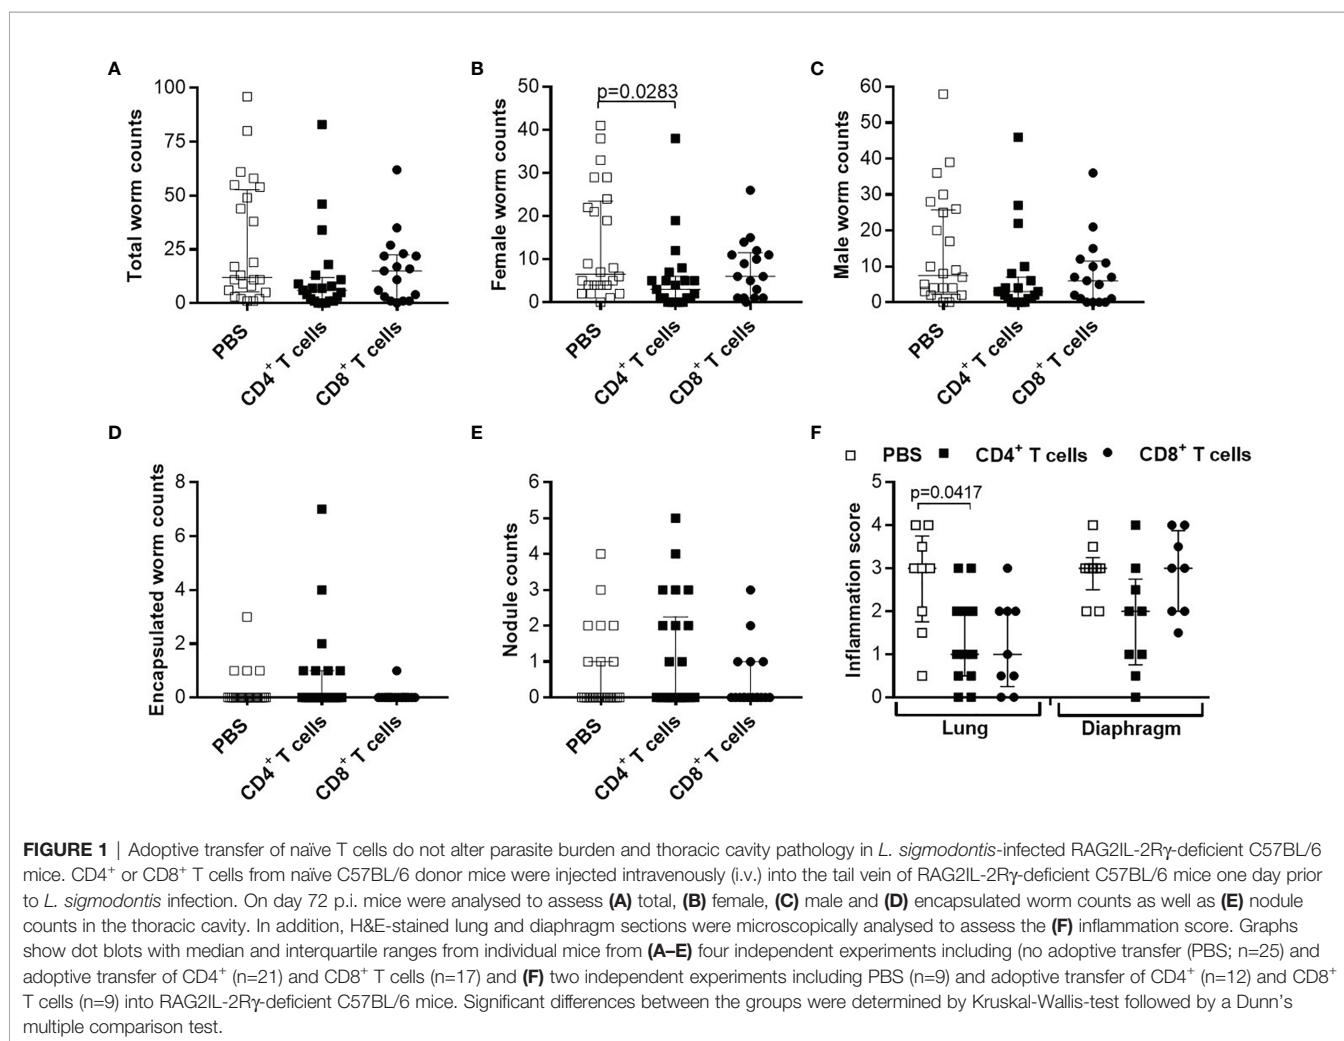 A
Total worm counts
100
75
50
25
0
PBS
CD4+ T cells
CD8+ T cells
B
Female worm counts
50
40
30
20
10
0
p=0.0283
PBS
CD4+ T cells
CD8+ T cells
C
Male worm counts
60
50
40
30
20
10
0
PBS
CD4+ T cells
CD8+ T cells
D
Encapsulated worm counts
8
6
4
2
0
PBS
CD4+ T cells
CD8+ T cells
E
Nodule counts
6
5
4
3
2
1
0
PBS
CD4+ T cells
CD8+ T cells
F
PBS CD4+ T cells CD8+ T cells
Inflammation score
5
4
3
2
1
0
p=0.0417
Lung Diaphragm
FIGURE 1 | Adoptive transfer of naïve T cells do not alter parasite burden and thoracic cavity pathology in L. sigmodontis-infected RAG2IL-2Rγ-deficient C57BL/6
mice. CD4+ or CD8+ T cells from naïve C57BL/6 donor mice were injected intravenously (i.v.) into the tail vein of RAG2IL-2Rγ-deficient C57BL/6 mice one day prior
to L. sigmodontis infection. On day 72 p.i. mice were analysed to assess (A) total, (B) female, (C) male and (D) encapsulated worm counts as well as (E) nodule
counts in the thoracic cavity. In addition, H&E-stained lung and diaphragm sections were microscopically analysed to assess the (F) inflammation score. Graphs
show dot blots with median and interquartile ranges from individual mice from (A–E) four independent experiments including (no adoptive transfer (PBS; n=25) and
adoptive transfer of CD4+ (n=21) and CD8+ T cells (n=17) and (F) two independent experiments including PBS (n=9) and adoptive transfer of CD4+ (n=12) and CD8+
T cells (n=9) into RAG2IL-2Rγ-deficient C57BL/6 mice. Significant differences between the groups were determined by Kruskal-Wallis-test followed by a Dunn's
multiple comparison test.